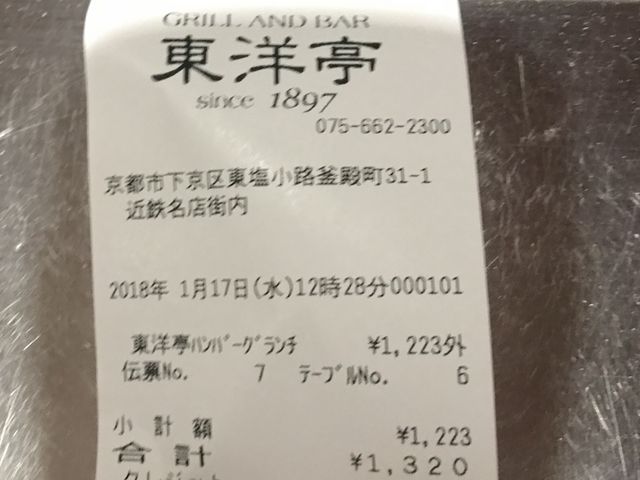 GRILL AND BAR
東洋亭
since 1897
075-662-2300
京都市下京区東塩小路釜殿町31-1
近鉄名店街内
2018年 1月17日(水)12時28分000101
東洋亭ﾊﾝﾊﾞｰｸﾞﾗﾝﾁ ¥1,223外
伝票No. 7 ﾃｰﾌﾞﾙNo. 6
小計額 ¥1,223
合計 ¥1,320